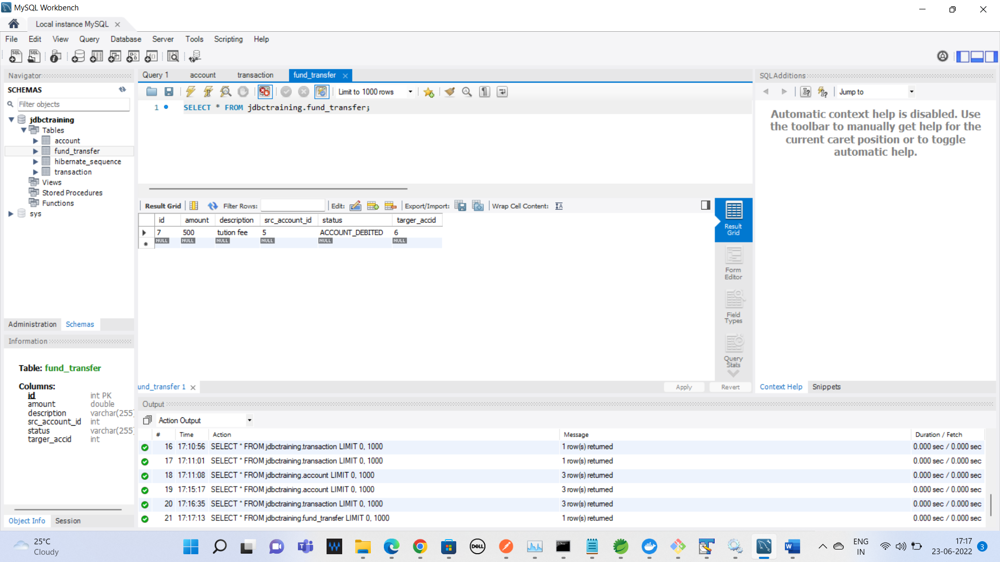 MySQL Workbench
Local instance MySQL
File Edit View Query Database Server Tools Scripting Help
Navigator
SCHEMAS
Filter objects
jdbctraining
Tables
account
fund_transfer
hibernate_sequence
transaction
Views
Stored Procedures
Functions
sys
Administration Schemas
Information
Table: fund_transfer
Columns:
id int PK
amount double
description varchar(255)
src_account_id int
status varchar(255)
targer_accid int
Object Info Session
Query 1 account transaction fund_transfer
Limit to 1000 rows
1 SELECT * FROM jdbctraining.fund_transfer;
Result Grid Filter Rows: Edit: Export/Import: Wrap Cell Content:
id amount description src_account_id status targer_accid
7 500 tution fee 5 ACCOUNT_DEBITED 6
NULL NULL NULL NULL NULL NULL
Result
Grid
Form
Editor
Field
Types
Query
Stats
und_transfer 1
Apply Revert
SQLAdditions
Jump to
Automatic context help is disabled. Use
the toolbar to manually get help for the
current caret position or to toggle
automatic help.
Context Help Snippets
Output
Action Output
# Time Action Message Duration / Fetch
16 17:10:56 SELECT * FROM jdbctraining.transaction LIMIT 0, 1000 1 row(s) returned 0.000 sec / 0.000 sec
17 17:11:01 SELECT * FROM jdbctraining.transaction LIMIT 0, 1000 1 row(s) returned 0.000 sec / 0.000 sec
18 17:11:08 SELECT * FROM jdbctraining.account LIMIT 0, 1000 3 row(s) returned 0.000 sec / 0.000 sec
19 17:15:17 SELECT * FROM jdbctraining.account LIMIT 0, 1000 3 row(s) returned 0.000 sec / 0.000 sec
20 17:16:35 SELECT * FROM jdbctraining.transaction LIMIT 0, 1000 3 row(s) returned 0.000 sec / 0.000 sec
21 17:17:13 SELECT * FROM jdbctraining.fund_transfer LIMIT 0, 1000 1 row(s) returned 0.000 sec / 0.000 sec
25°C
Cloudy
DELL
ENG
IN
17:17
23-06-2022
3